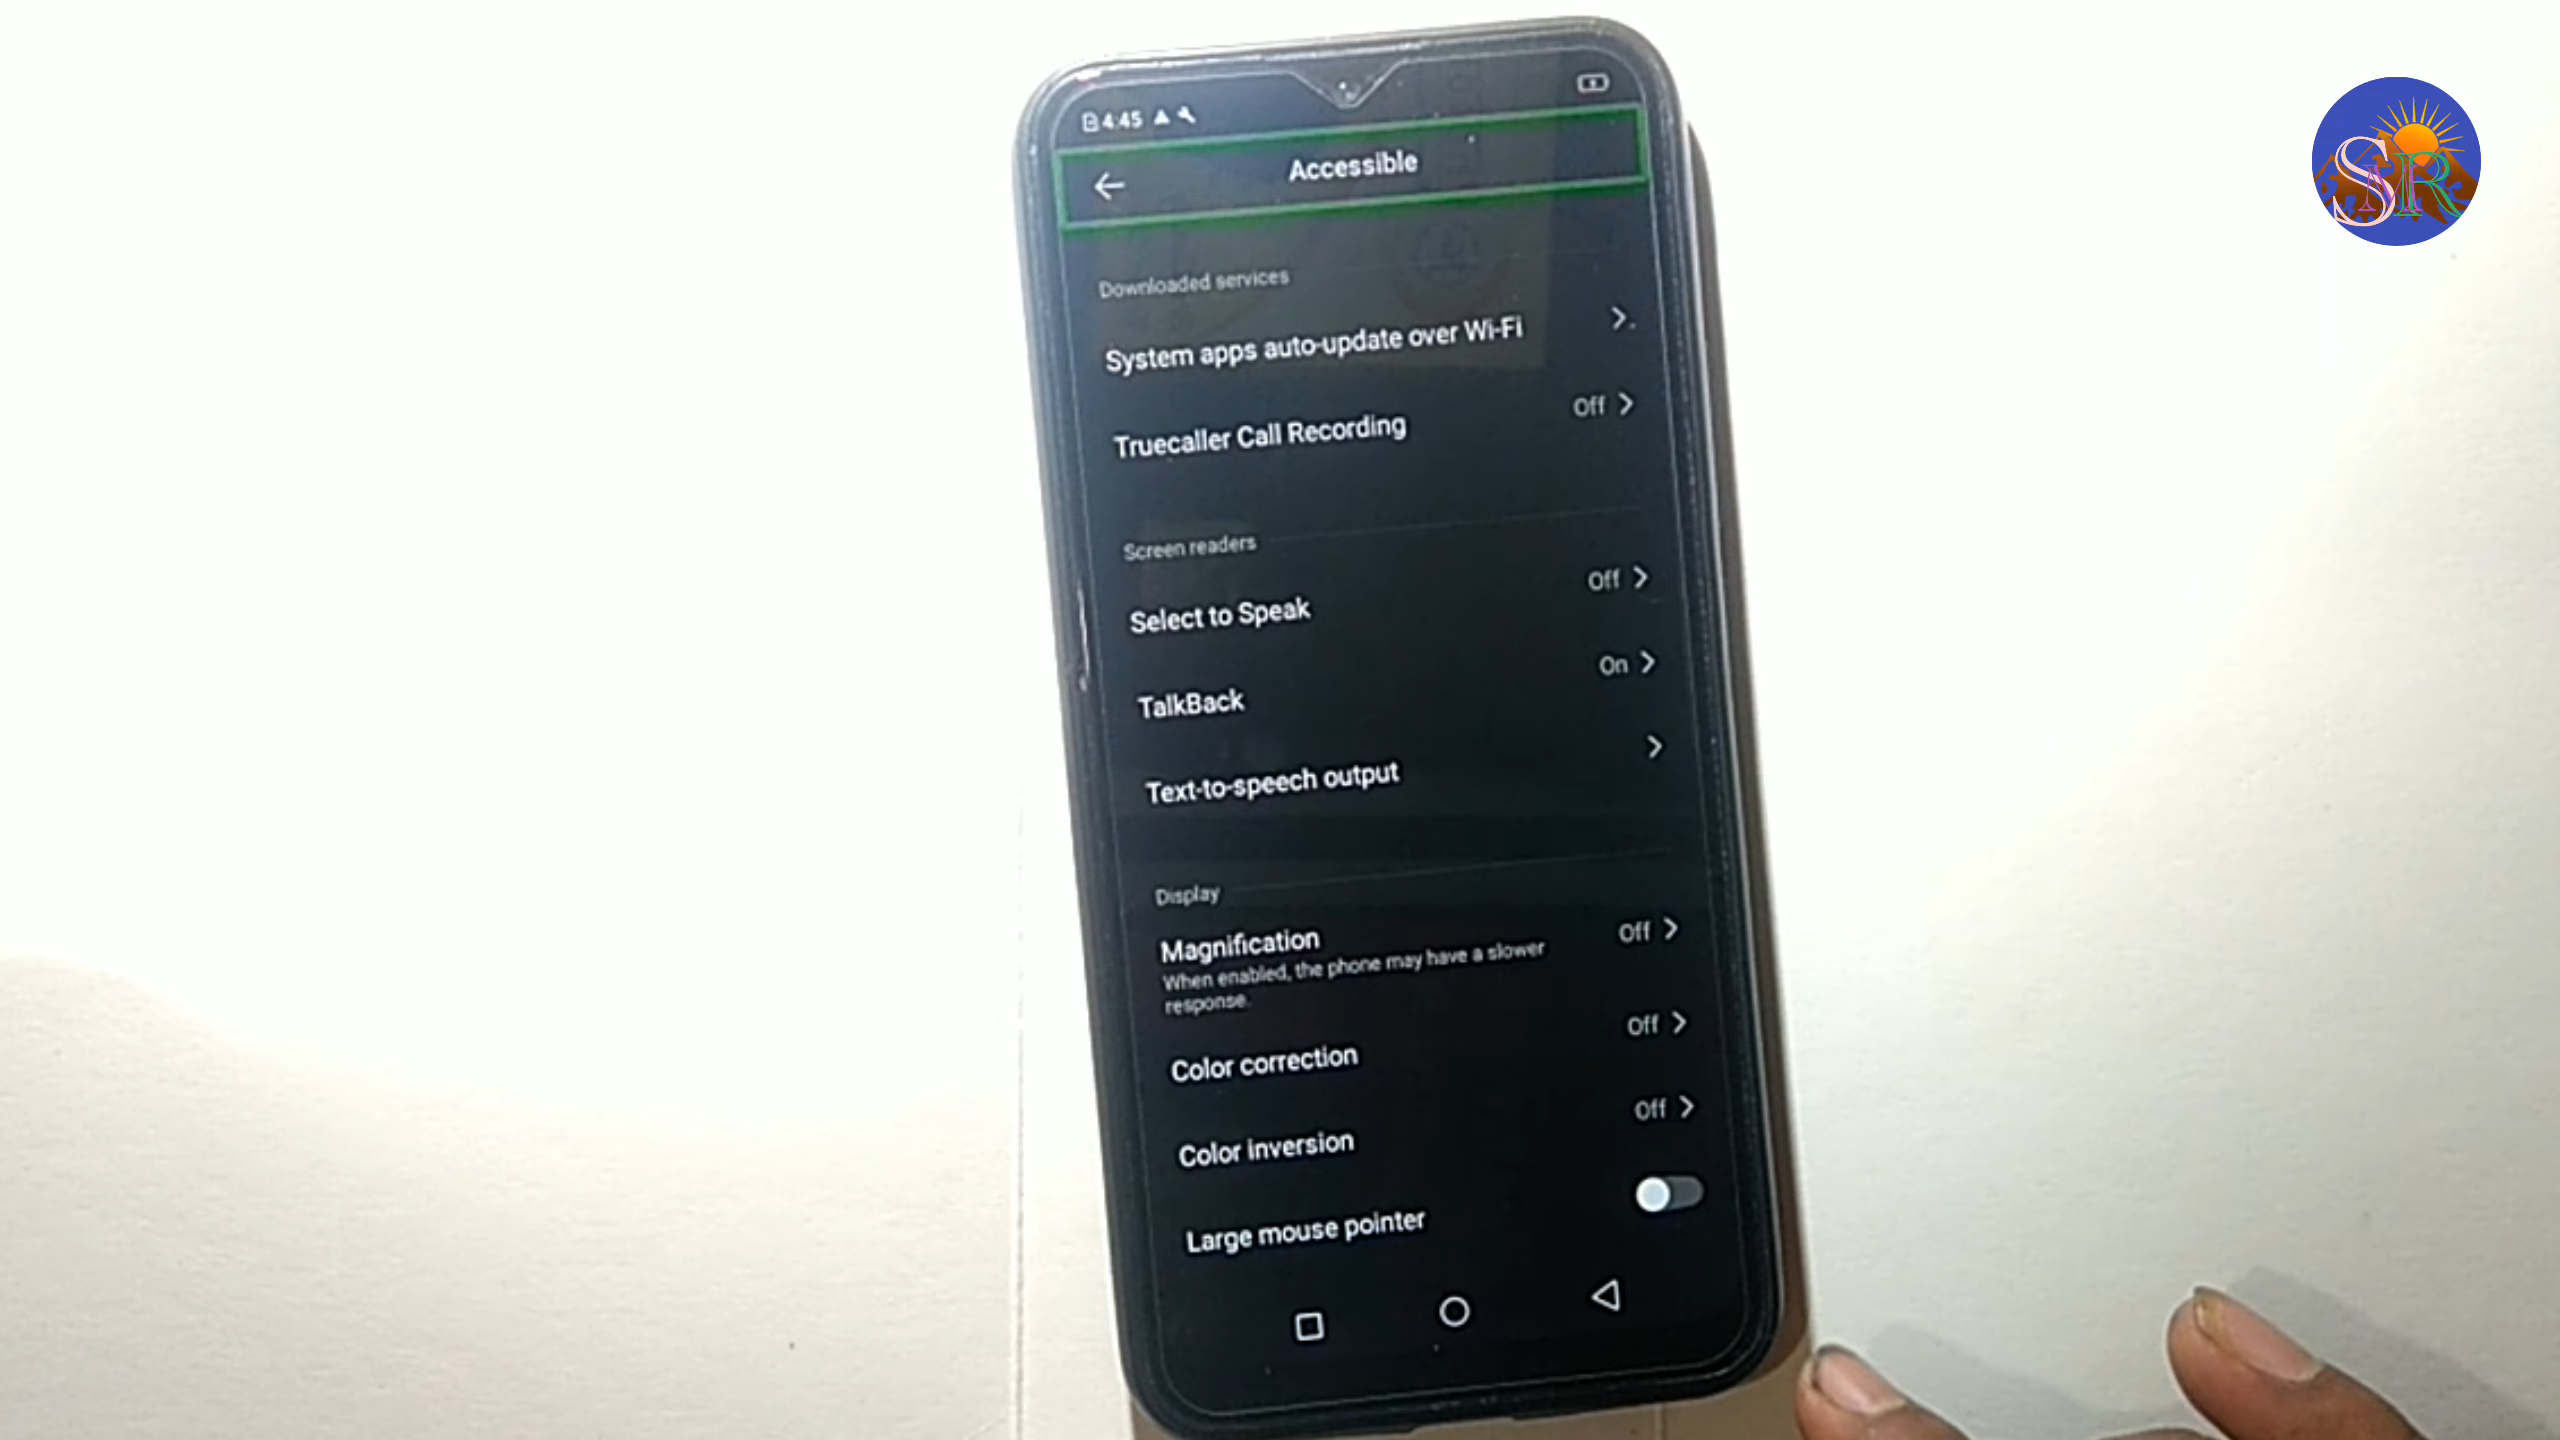 4:45
Accessible
Downloaded services
System apps auto-update over Wi-Fi
Truecaller Call Recording
Off
Screen readers
Select to Speak
Off
TalkBack
On
Text-to-speech output
Display
Magnification
Off
When enabled, the phone may have a slower
response.
Color correction
Off
Color inversion
Off
Large mouse pointer